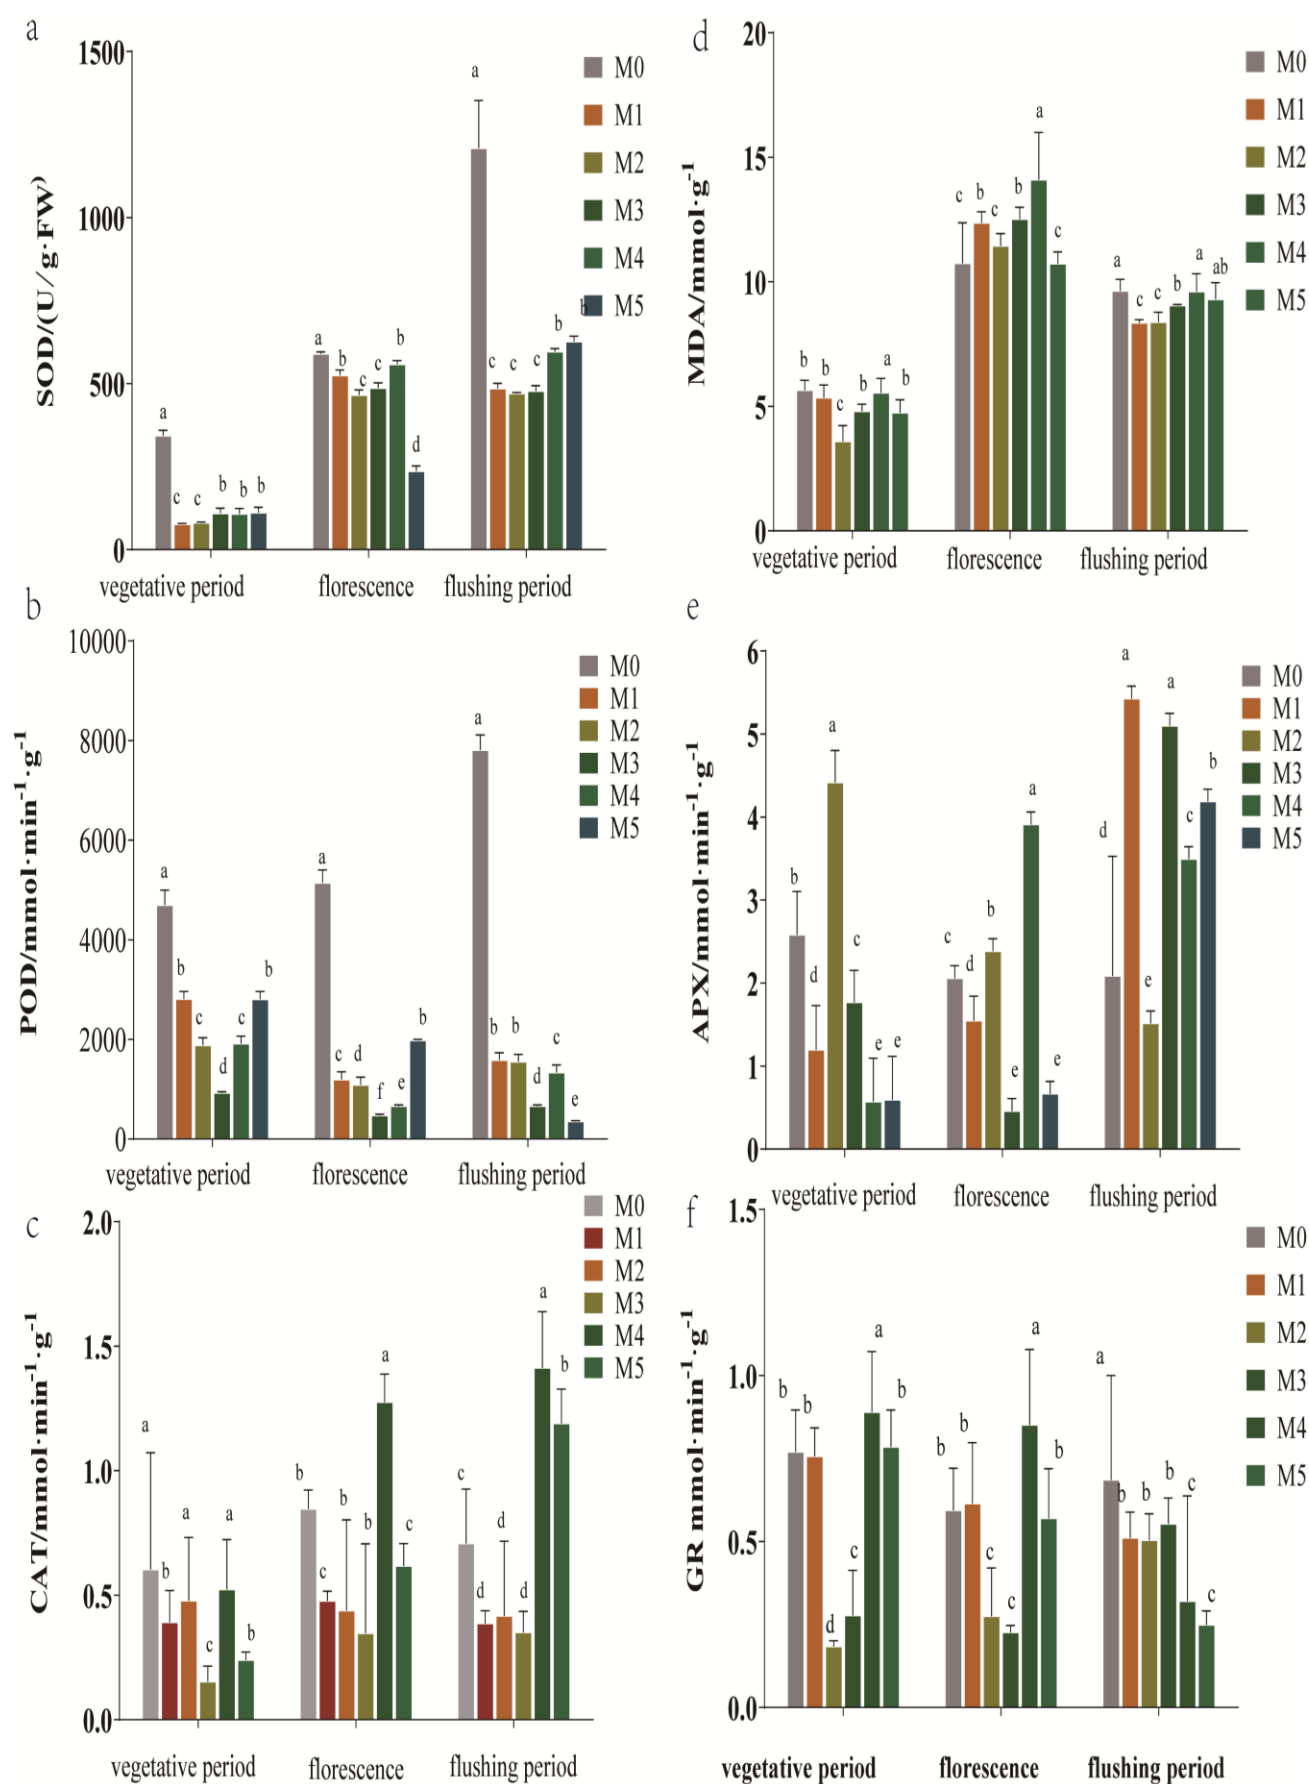 a
SOD/(U/g·FW)
1500
1000
500
0
a
c
c
b
b
b
a
b
c
c
b
d
a
c
c
c
b
b
vegetative period
florescence
flushing period
M0
M1
M2
M3
M4
M5
d
MDA/mmol·g⁻¹
20
15
10
5
0
b
b
c
b
a
b
c
b
c
b
a
c
a
c
c
b
a
ab
vegetative period
florescence
flushing period
M0
M1
M2
M3
M4
M5
b
POD/mmol·min⁻¹·g⁻¹
10000
8000
6000
4000
2000
0
a
b
c
d
c
b
a
c
d
f
e
b
a
b
b
d
c
e
vegetative period
florescence
flushing period
M0
M1
M2
M3
M4
M5
e
APX/mmol·min⁻¹·g⁻¹
6
5
4
3
2
1
0
b
d
a
c
e
e
c
d
b
e
a
e
d
a
e
a
c
b
vegetative period
florescence
flushing period
M0
M1
M2
M3
M4
M5
c
CAT/mmol·min⁻¹·g⁻¹
2.0
1.5
1.0
0.5
0.0
a
b
a
c
a
b
b
c
b
b
a
c
c
d
d
d
a
b
vegetative period
florescence
flushing period
M0
M1
M2
M3
M4
M5
f
GR mmol·min⁻¹·g⁻¹
1.5
1.0
0.5
0.0
b
b
d
c
a
b
b
b
c
c
a
b
a
b
b
b
c
c
vegetative period
florescence
flushing period
M0
M1
M2
M3
M4
M5